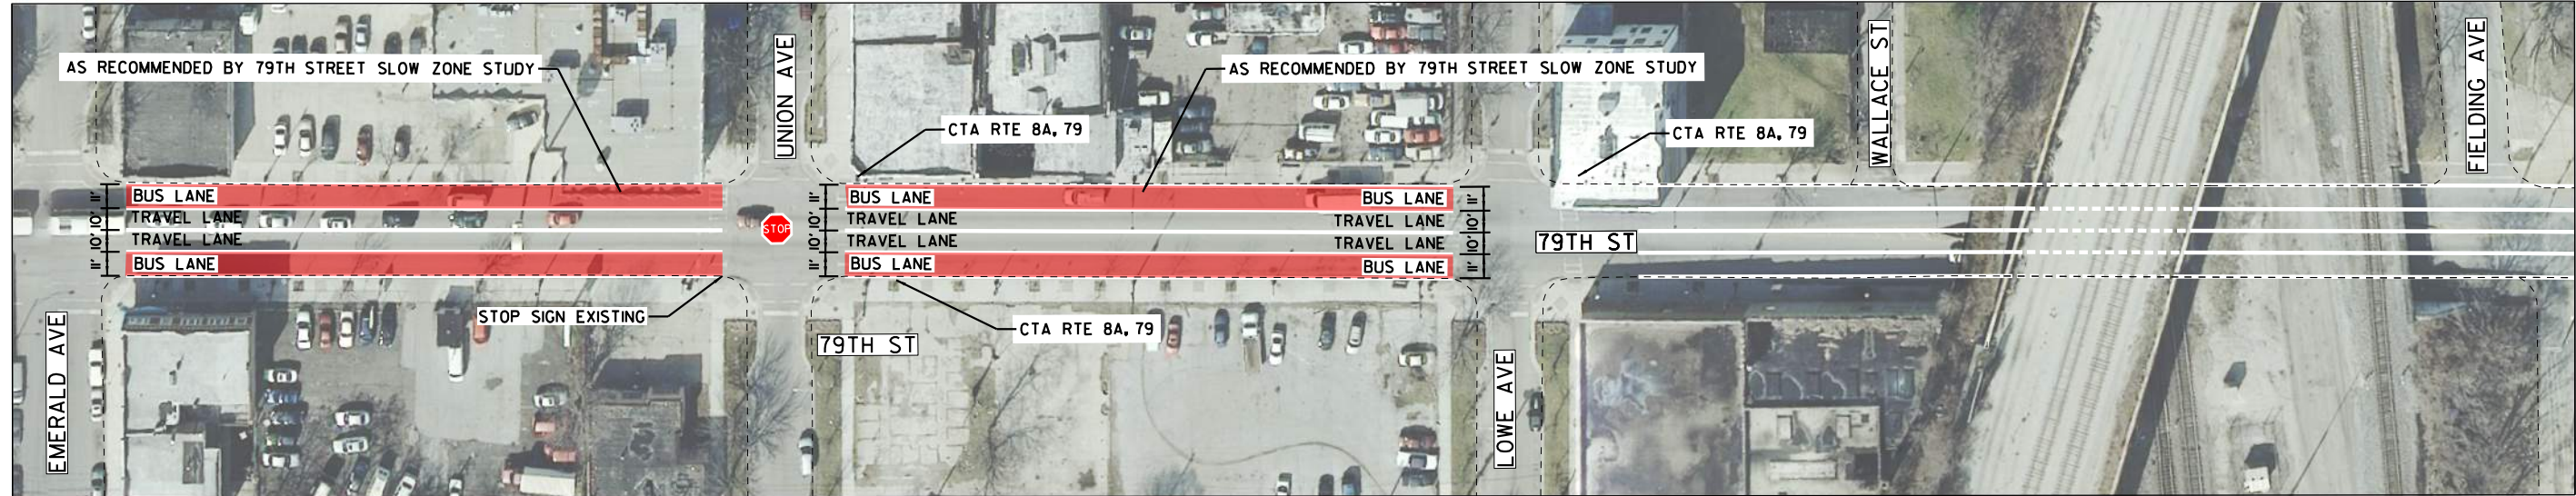 AS RECOMMENDED BY 79TH STREET SLOW ZONE STUDY
UNION AVE
AS RECOMMENDED BY 79TH STREET SLOW ZONE STUDY
WALLACE ST
FIELDING AVE
CTA RTE 8A, 79
CTA RTE 8A, 79
11'
BUS LANE
11'
BUS LANE
BUS LANE
11'
10'
TRAVEL LANE
10'
TRAVEL LANE
TRAVEL LANE
10'
10'
TRAVEL LANE
STOP
10'
TRAVEL LANE
TRAVEL LANE
10'
79TH ST
11'
BUS LANE
11'
BUS LANE
BUS LANE
11'
STOP SIGN EXISTING
CTA RTE 8A, 79
79TH ST
EMERALD AVE
LOWE AVE